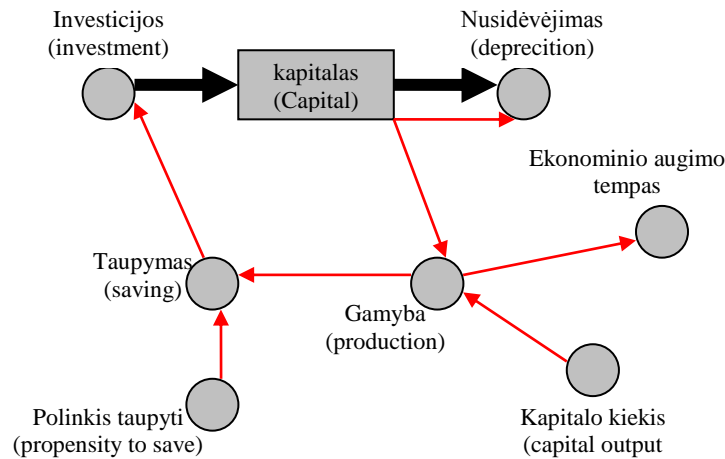 Investicijos
(investment)
kapitalas
(Capital)
Nusidėvėjimas
(deprecition)
Ekonominio augimo
tempas
Taupymas
(saving)
Gamyba
(production)
Polinkis taupyti
(propensity to save)
Kapitalo kiekis
(capital output